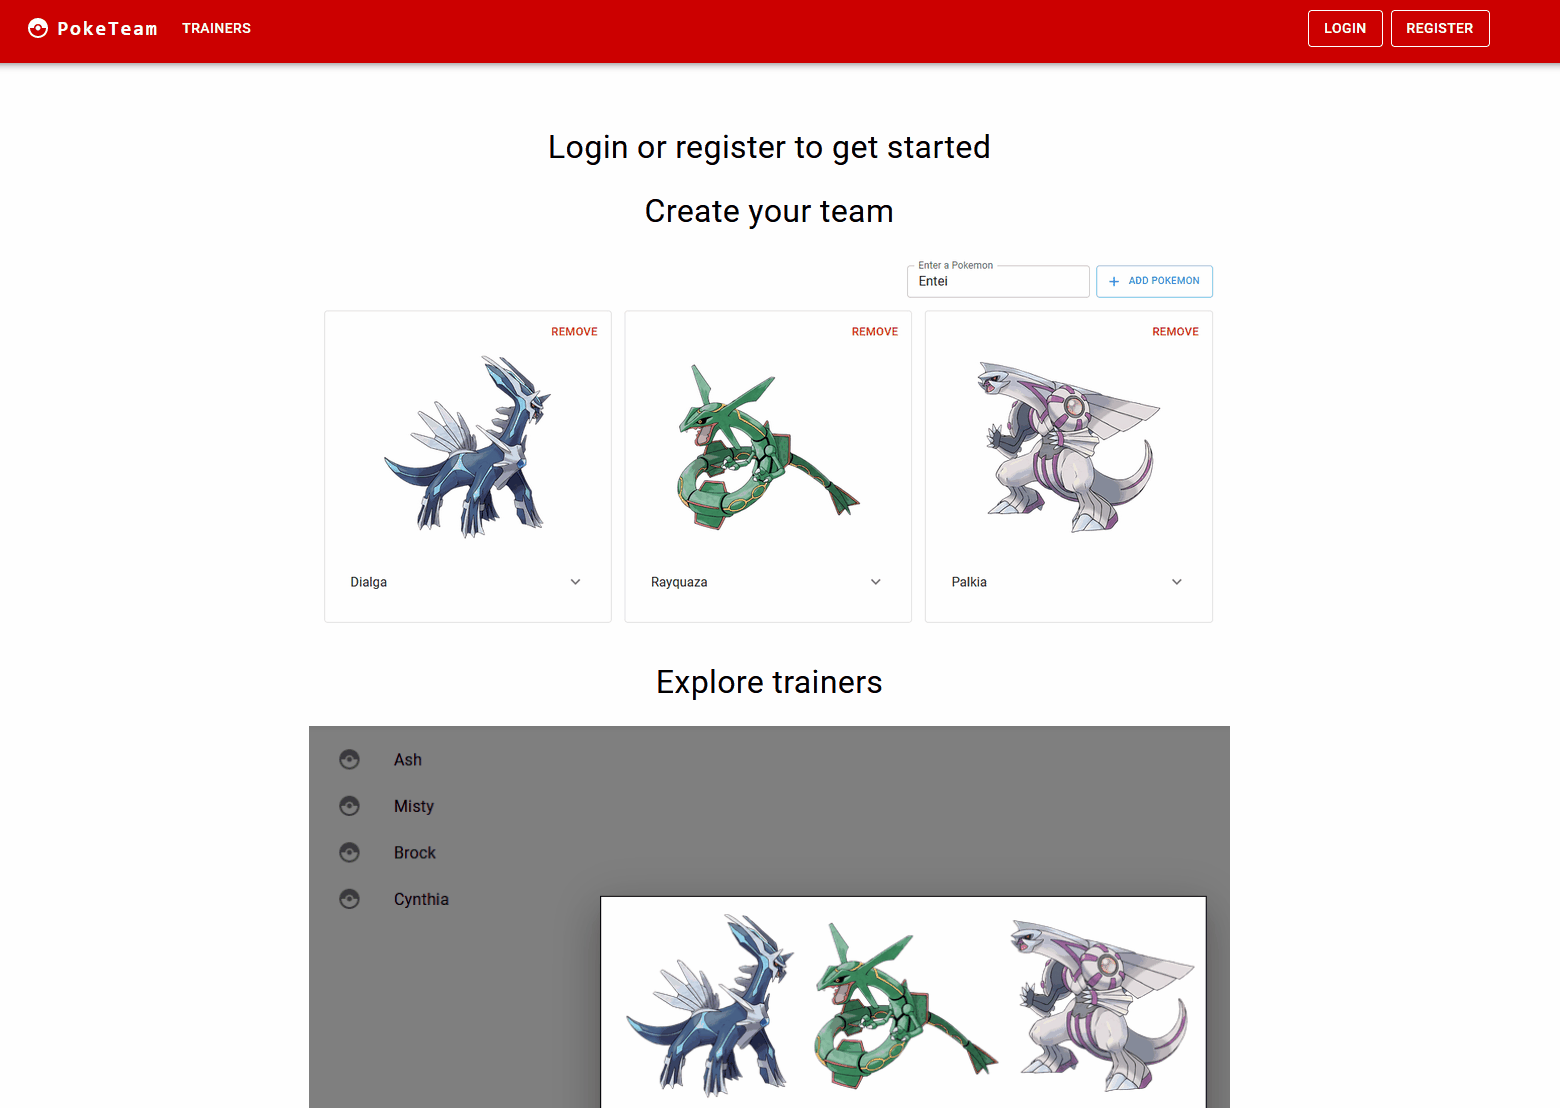 PokeTeam TRAINERS LOGIN REGISTER
Login or register to get started
Create your team
Enter a Pokemon
Entei + ADD POKEMON
REMOVE REMOVE REMOVE
Dialga Rayquaza Palkia
Explore trainers
Ash
Misty
Brock
Cynthia